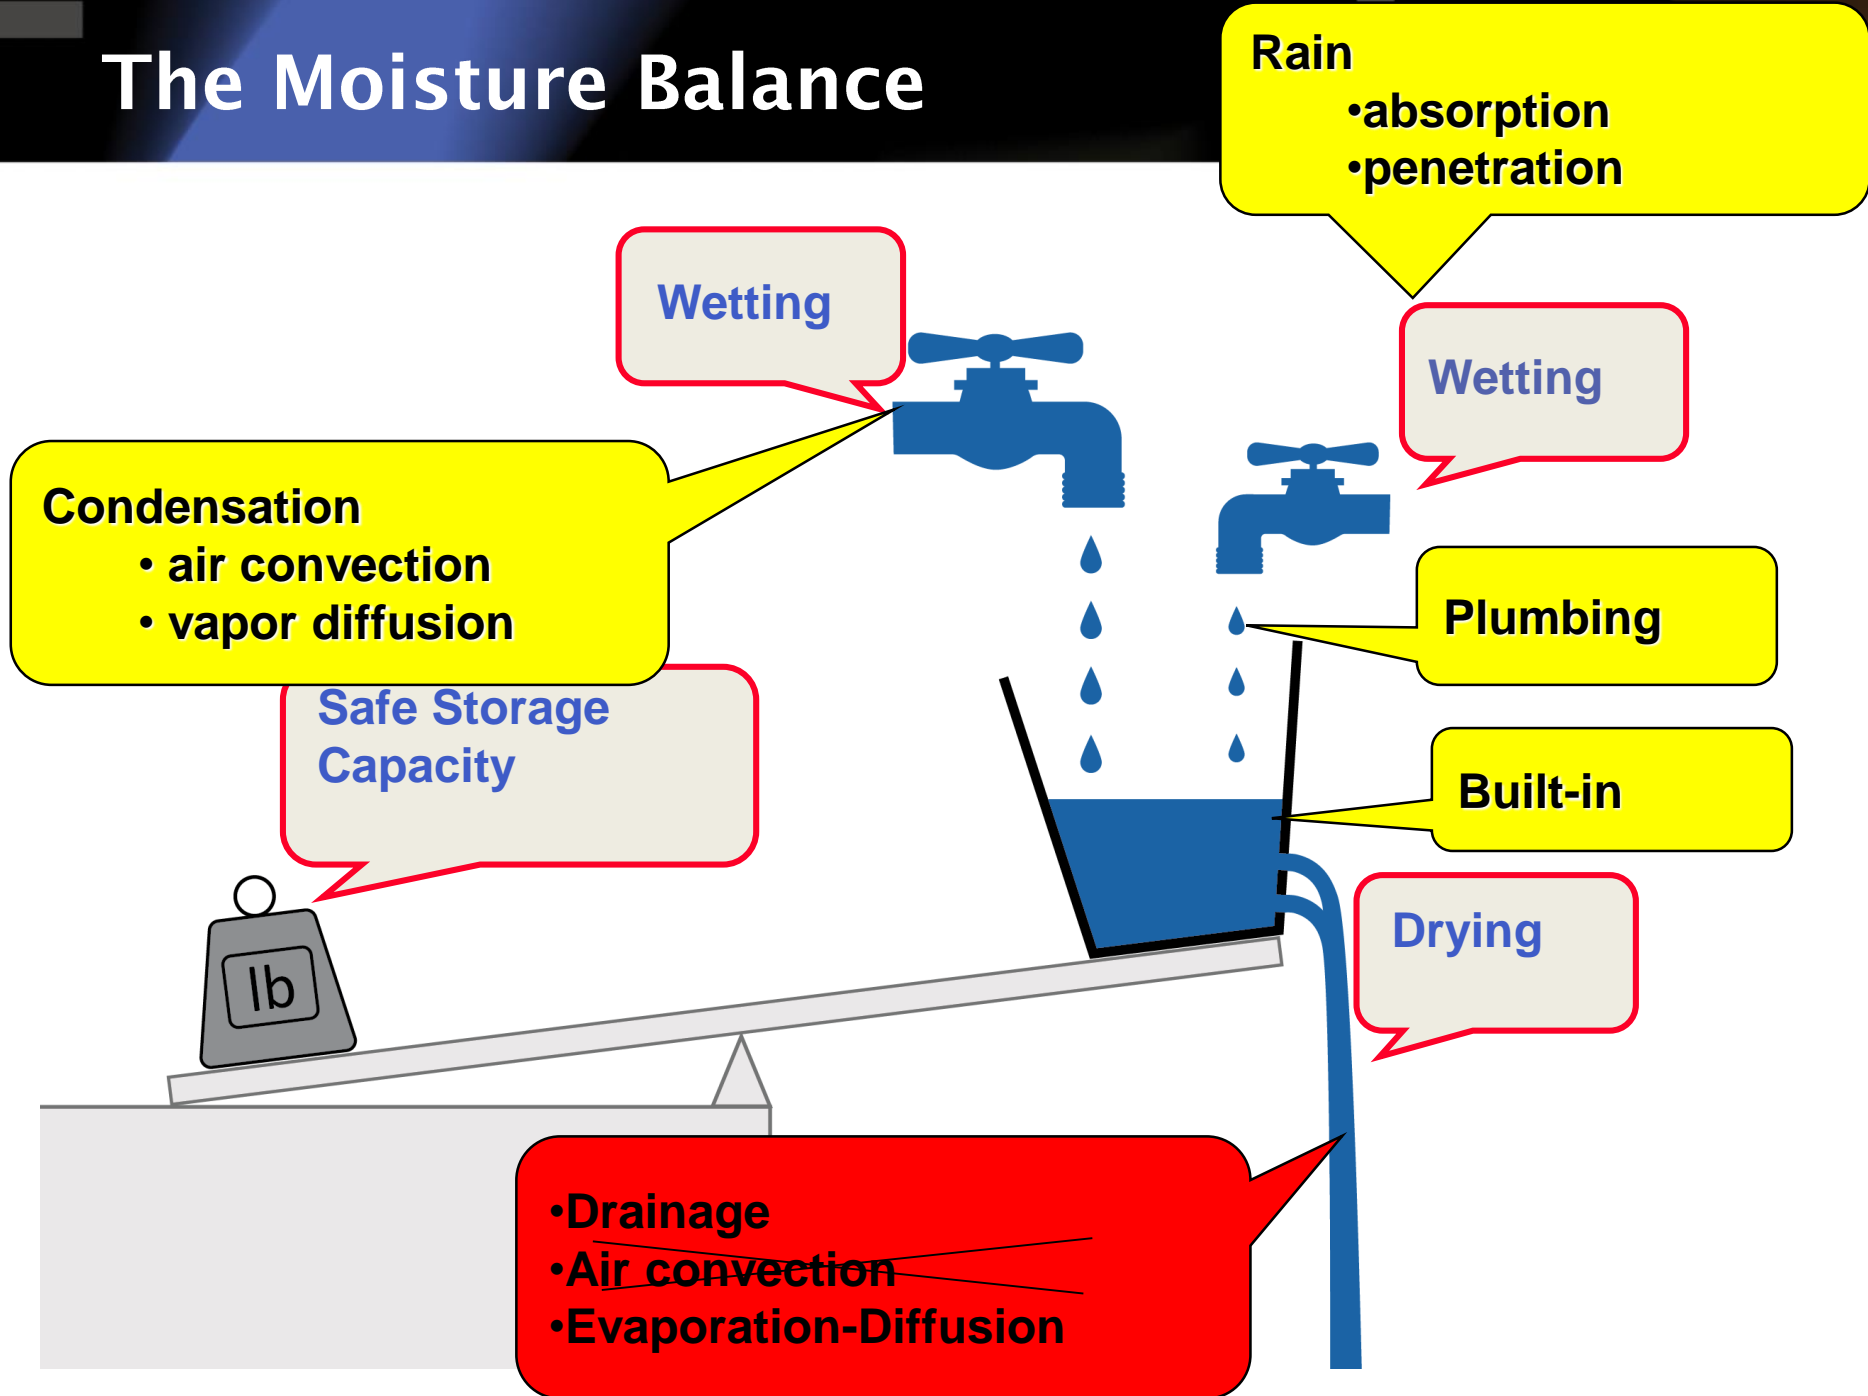 The Moisture Balance
Rain
•absorption
•penetration
Wetting
Wetting
Condensation
• air convection
• vapor diffusion
Plumbing
Safe Storage
Capacity
Built-in
Drying
lb
•Drainage
•Air convection
•Evaporation-Diffusion